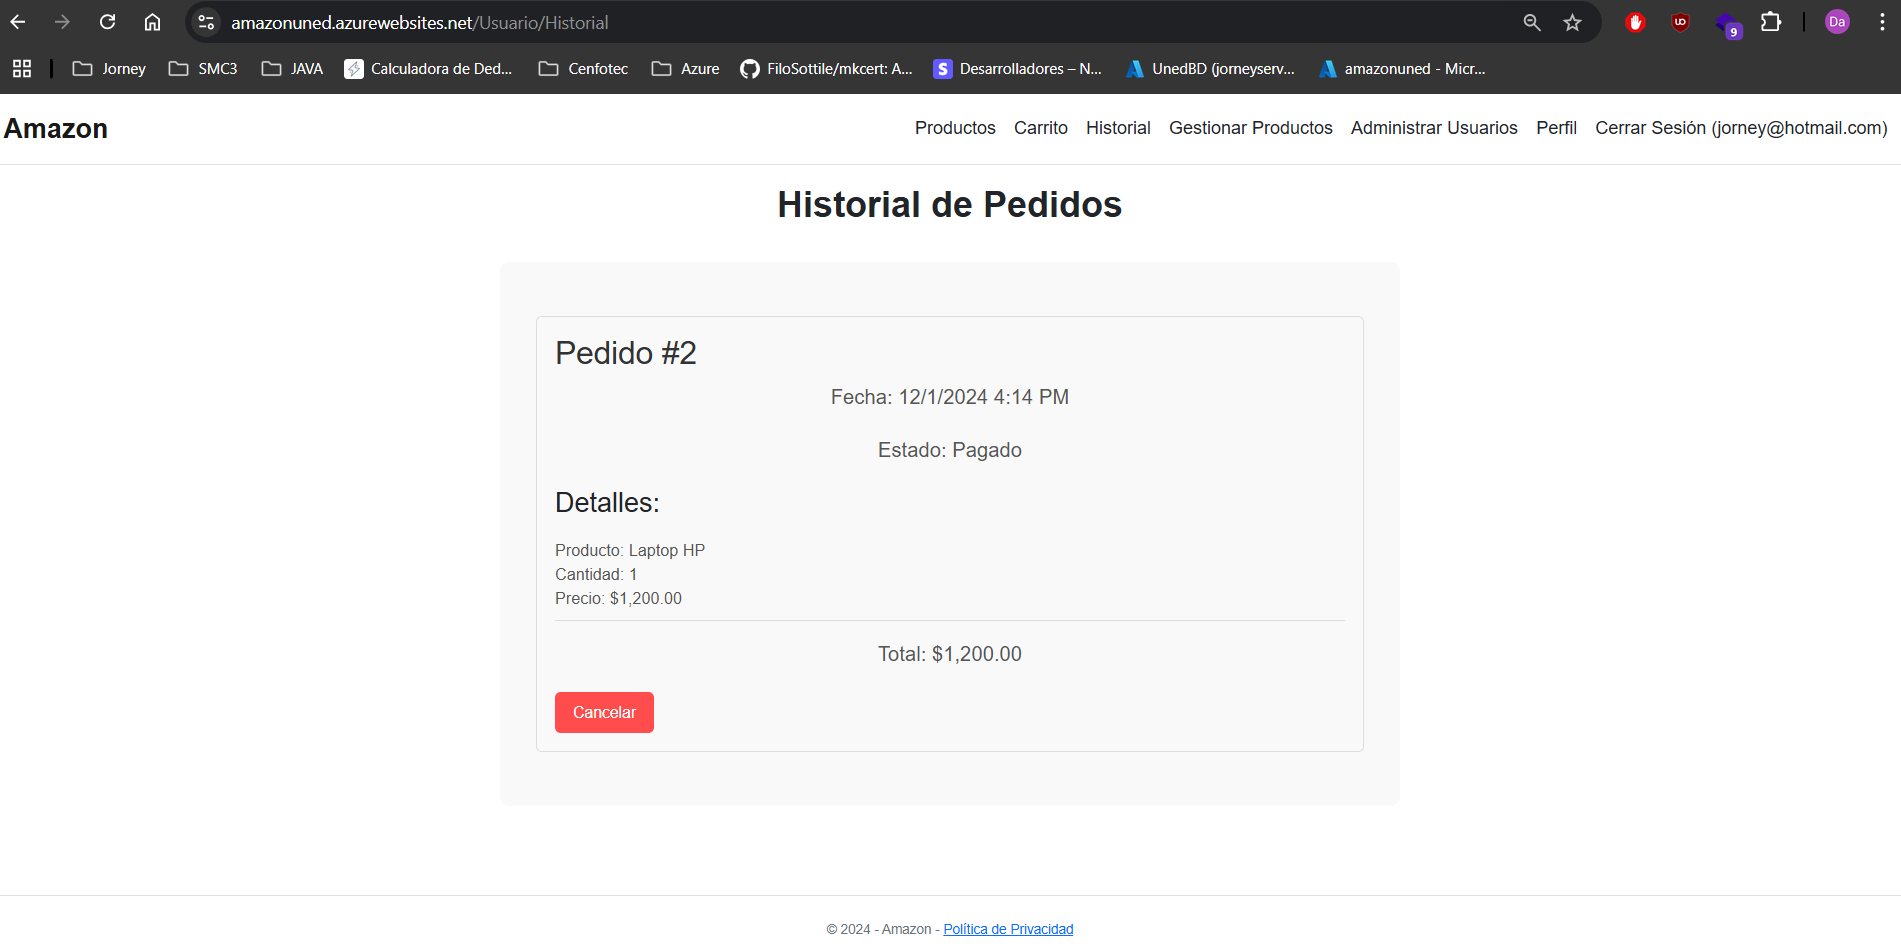 amazonuned.azurewebsites.net/Usuario/Historial
9
Da
Jorney SMC3 JAVA Calculadora de Ded... Cenfotec Azure FiloSottile/mkcert: A... S Desarrolladores – N... UnedBD (jorneyserv... amazonuned - Micr...
Amazon Productos Carrito Historial Gestionar Productos Administrar Usuarios Perfil Cerrar Sesión (jorney@hotmail.com)
Historial de Pedidos
Pedido #2
Fecha: 12/1/2024 4:14 PM
Estado: Pagado
Detalles:
Producto: Laptop HP
Cantidad: 1
Precio: $1,200.00
Total: $1,200.00
Cancelar
© 2024 - Amazon - Política de Privacidad